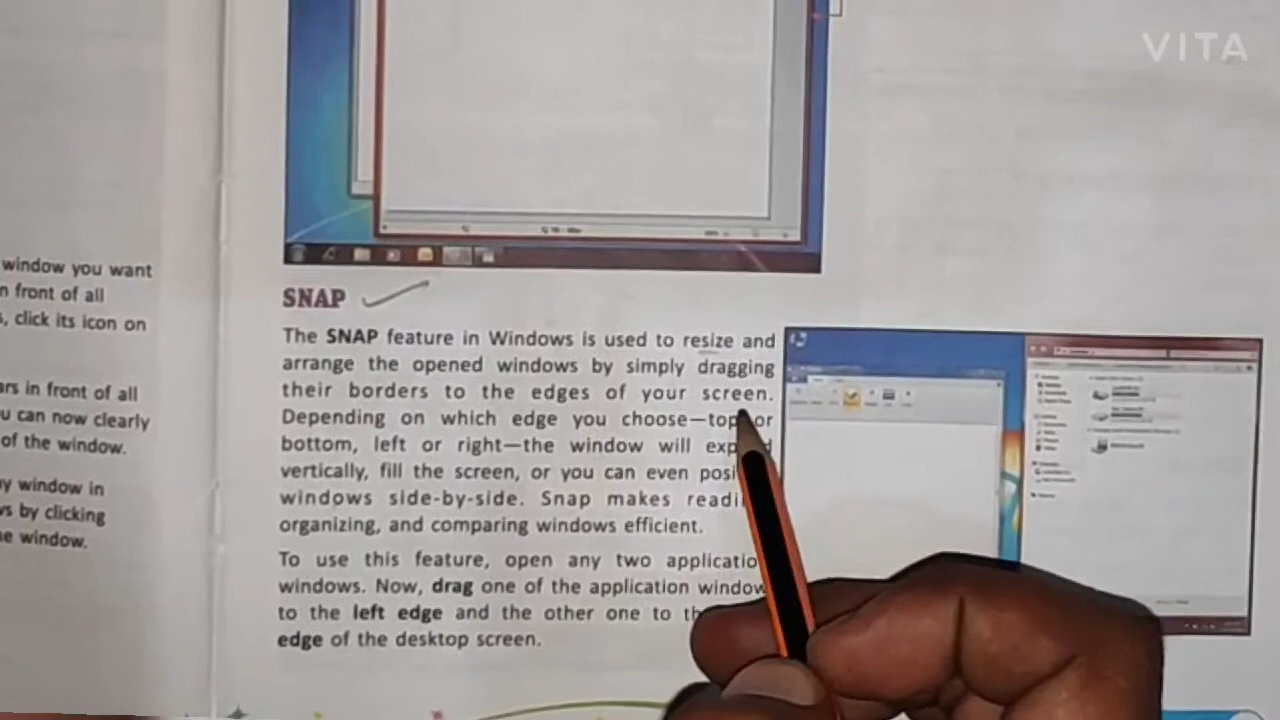 VITA
window you want
n front of all
s, click its icon on
ars in front of all
u can now clearly
of the window.
ny window in
ws by clicking
he window.
SNAP
The SNAP feature in Windows is used to resize and
arrange the opened windows by simply dragging
their borders to the edges of your screen.
Depending on which edge you choose—top or
bottom, left or right—the window will exp d
vertically, fill the screen, or you can even posi
windows side-by-side. Snap makes readi
organizing, and comparing windows efficient.
To use this feature, open any two applicatio
windows. Now, drag one of the application window
to the left edge and the other one to th
edge of the desktop screen.